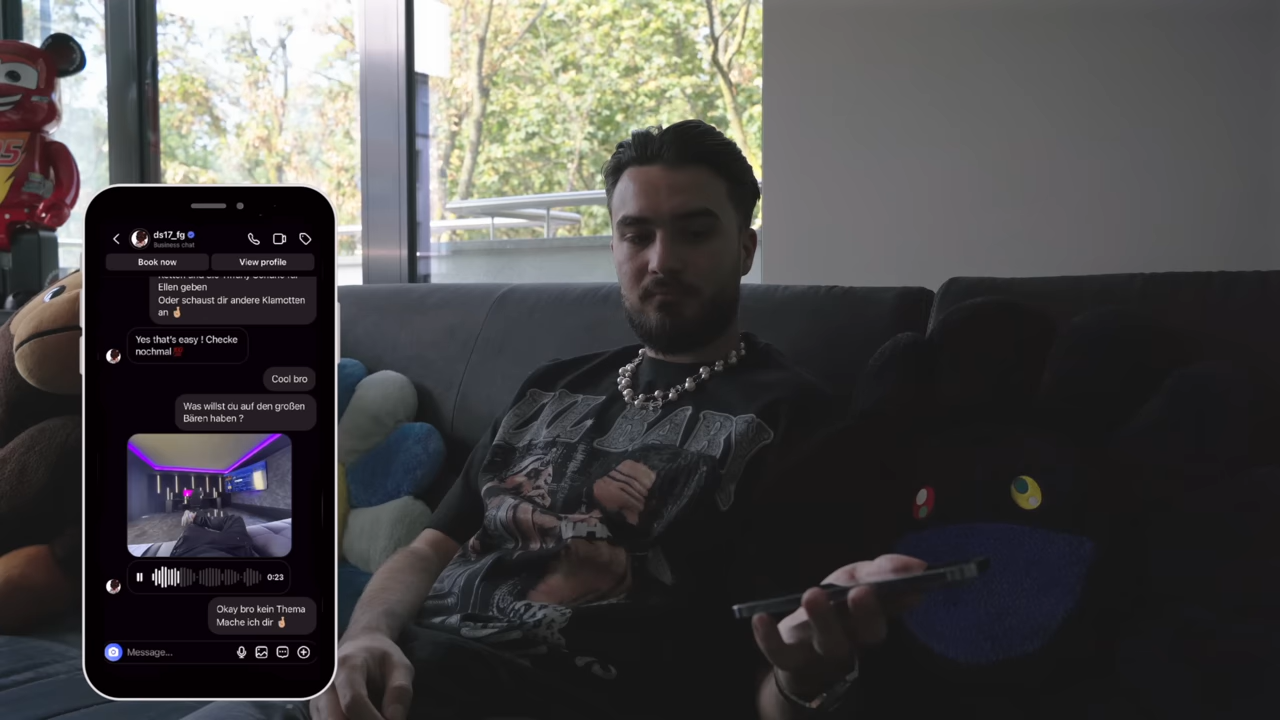 ds17_fg
Business chat
Book now
View profile
Ellen geben
Oder schaust dir andere Klamotten
an 🤞🏼
Yes that's easy ! Checke
nochmal 💯
Cool bro
Was willst du auf den großen
Bären haben ?
0:23
Okay bro kein Thema
Mache ich dir 🤞🏼
Message...
LIL BABY